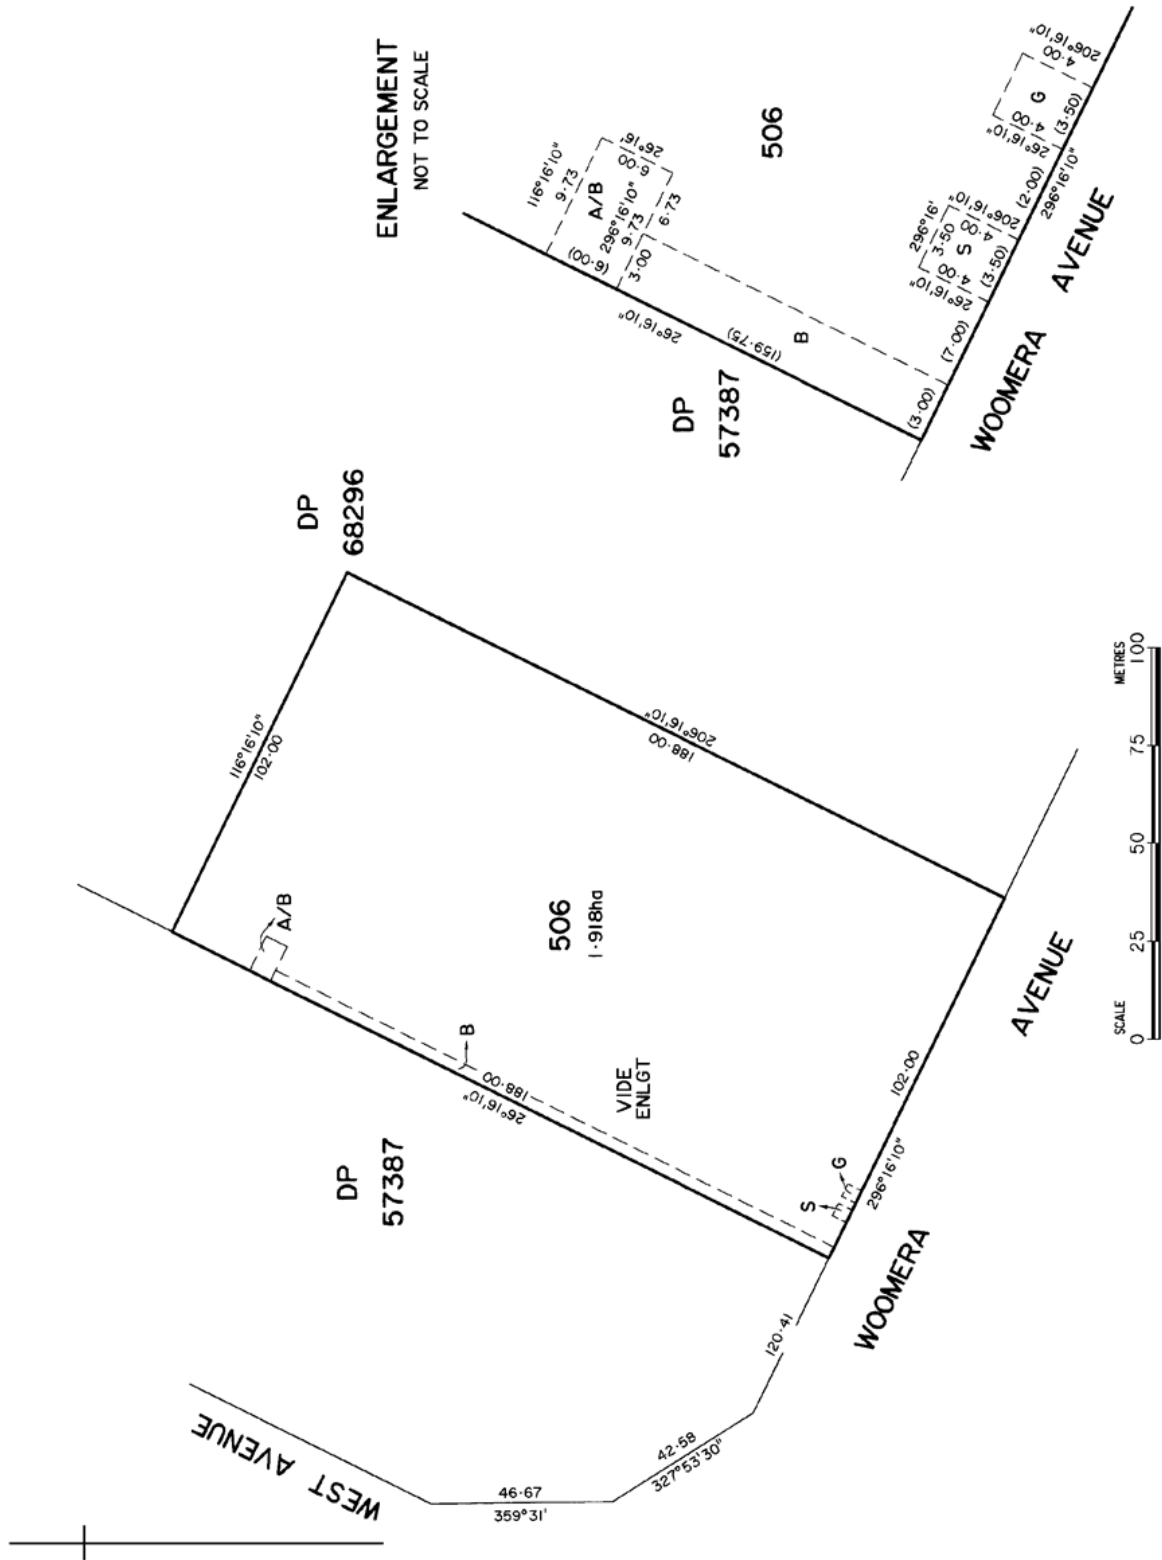 ENLARGEMENT
NOT TO SCALE
116°16'10"
9·73
A/B
6·00
26°16'
296°16'10"
9·73
6·73
(6·00)
3·00
26°16'10"
(159·75)
B
506
DP
57387
(3·00)
(7·00)
26°16'10"
4·00
S
296°16'
3·50
4·00
206°16'10"
(3·50)
(2·00)
26°16'10"
4·00
G
4·00
206°16'10"
(3·50)
296°16'10"
WOOMERA AVENUE
DP
68296
116°16'10"
102·00
A/B
206°16'10"
188·00
506
1·918ha
B
188·00
26°16'10"
VIDE
ENLGT
DP
57387
S
G
102·00
296°16'10"
WOOMERA AVENUE
120·41
42·58
327°53'30"
46·67
359°31'
WEST AVENUE
SCALE
METRES
0 25 50 75 100